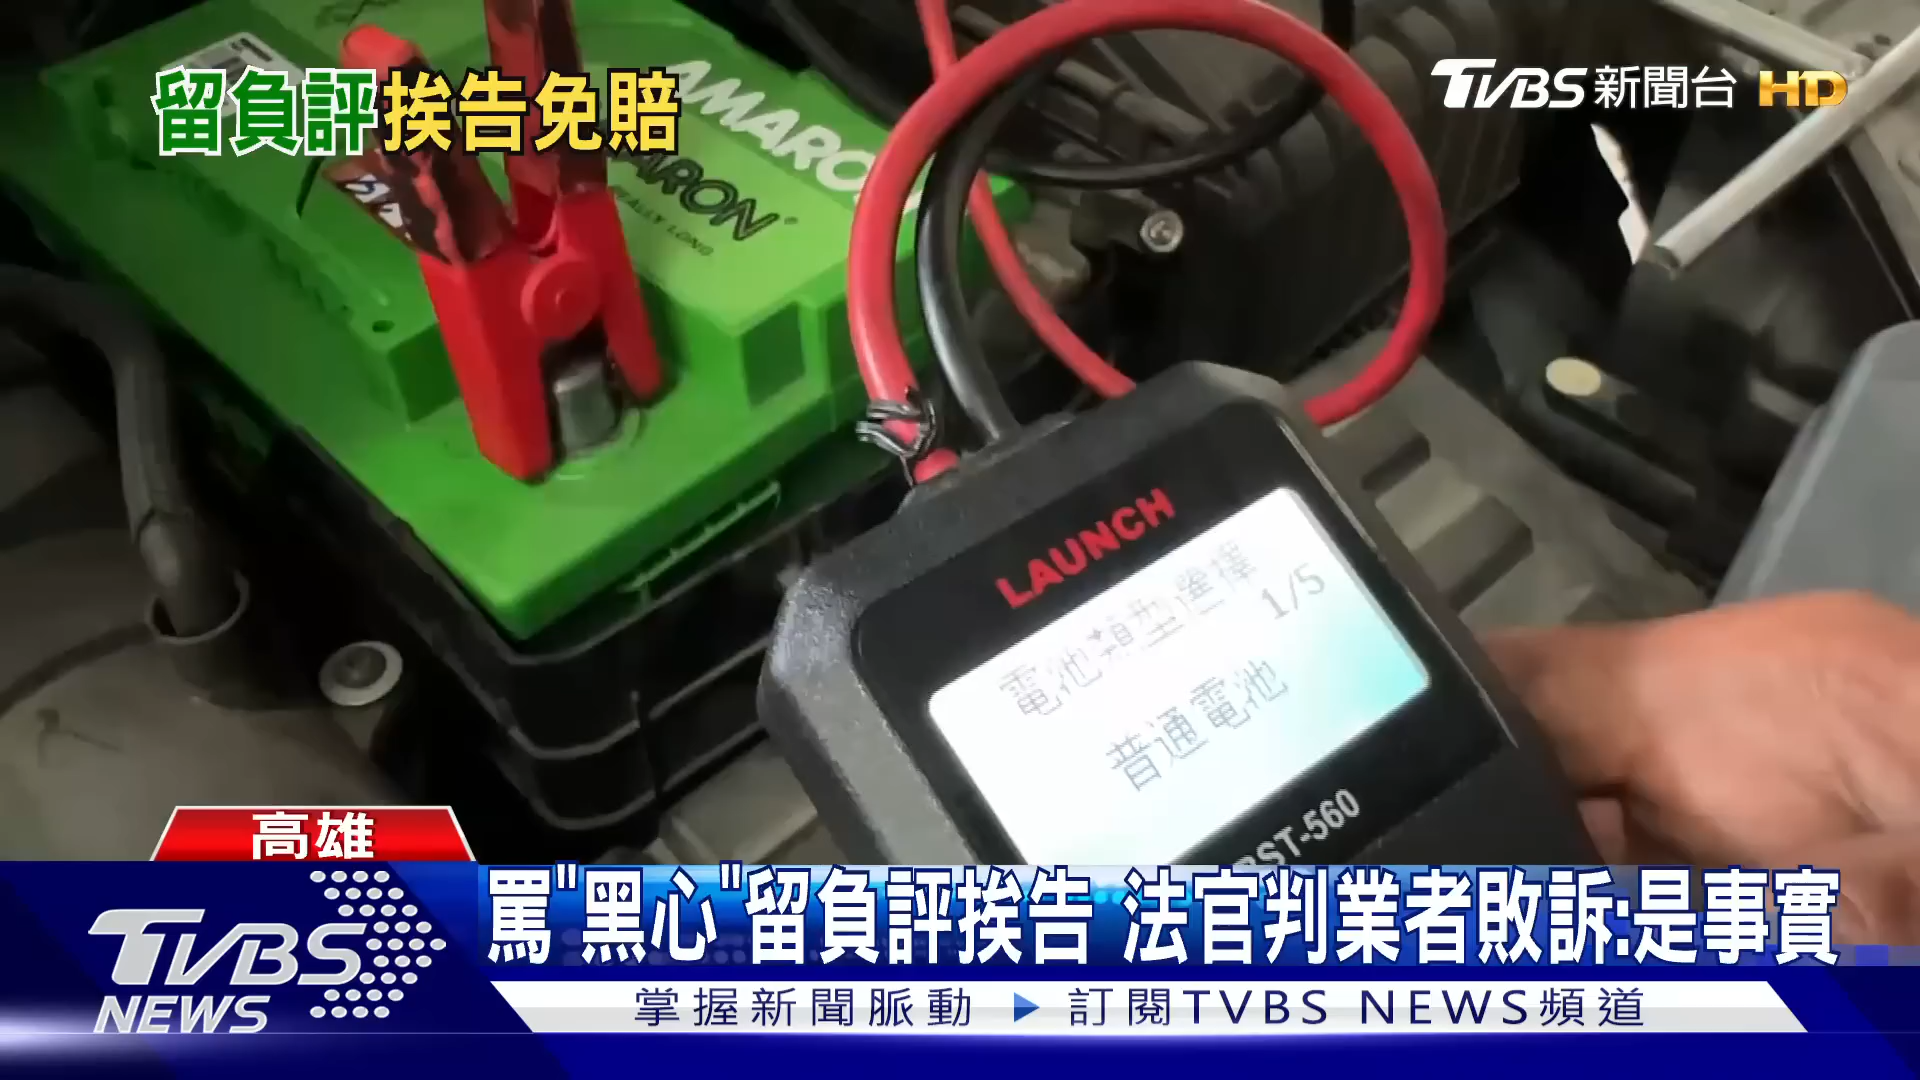 留負評挨告免賠
TVBS新聞台 HD
AMARON
ARON
REALLY LONG
LAUNCH
電池類型選擇
1/5
普通電池
BST-560
高雄
罵"黑心"留負評挨告 法官判業者敗訴:是事實
TVBS
NEWS
掌握新聞脈動 ▶ 訂閱TVBS NEWS頻道